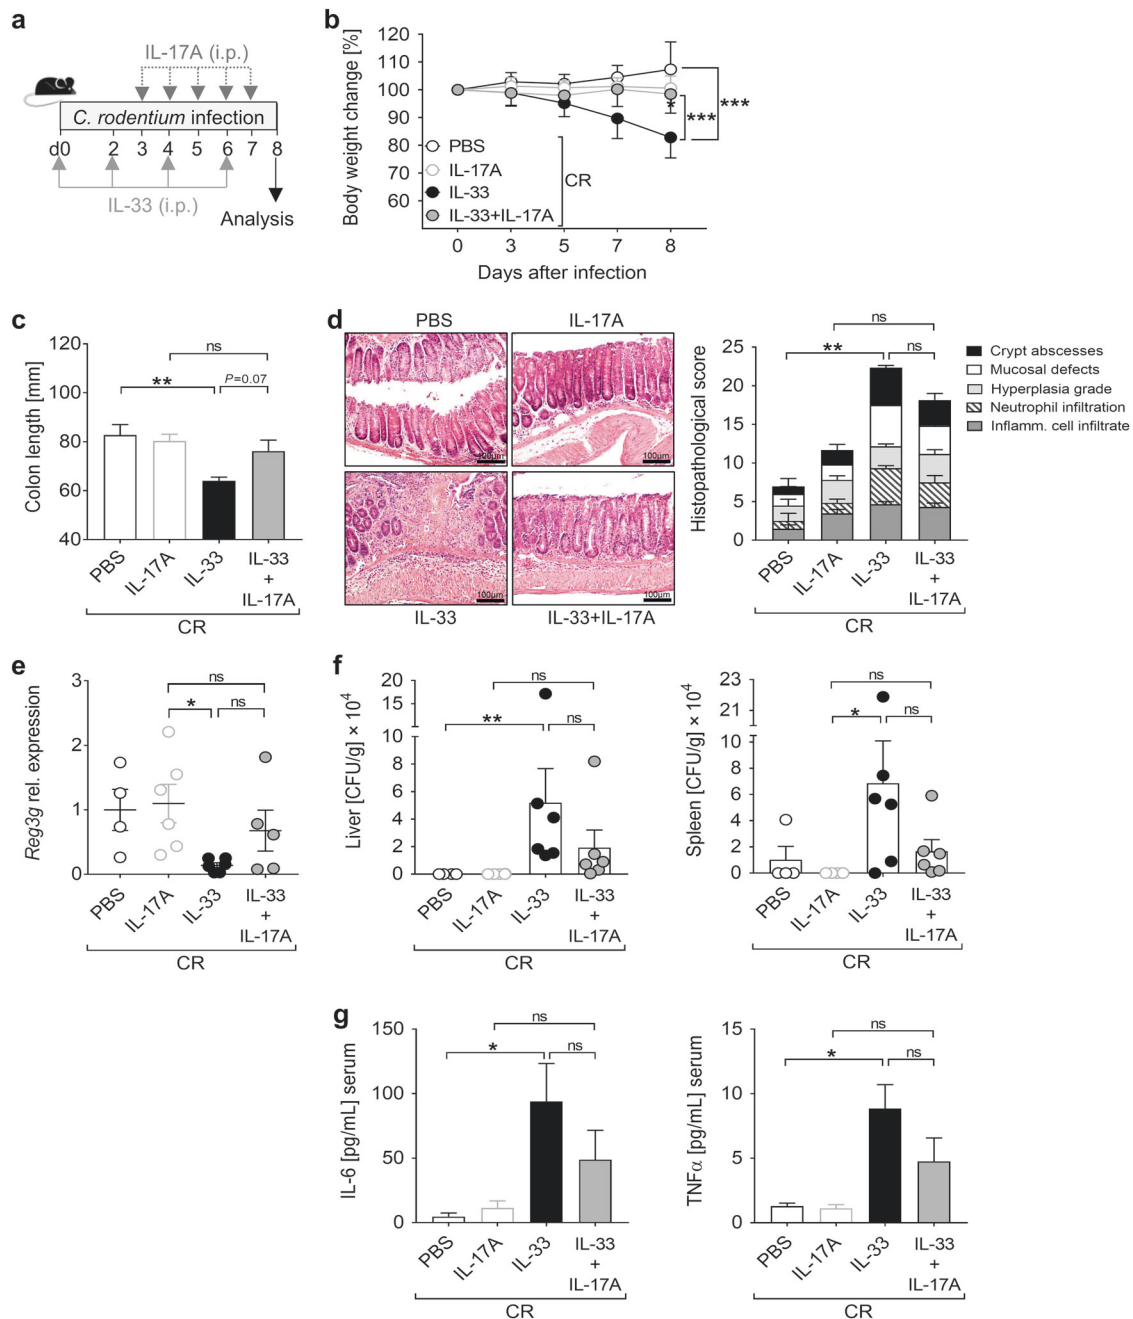 a
IL-17A (i.p.)
C. rodentium infection
d0 2 3 4 5 6 7 8
IL-33 (i.p.)
Analysis
b
Body weight change [%]
120
110
100
90
80
70
60
*
***
***
PBS
IL-17A
IL-33
IL-33+IL-17A
CR
0 3 5 7 8
Days after infection
c
Colon length [mm]
120
100
80
60
40
ns
**
P=0.07
PBS
IL-17A
IL-33
IL-33
+
IL-17A
CR
d
PBS
IL-17A
100µm
100µm
100µm
100µm
IL-33
IL-33+IL-17A
Histopathological score
25
20
15
10
5
0
ns
**
ns
Crypt abscesses
Mucosal defects
Hyperplasia grade
Neutrophil infiltration
Inflamm. cell infiltrate
PBS
IL-17A
IL-33
IL-33
+
IL-17A
CR
e
Reg3g rel. expression
3
2
1
0
ns
*
ns
PBS
IL-17A
IL-33
IL-33
+
IL-17A
CR
f
Liver [CFU/g] × 10⁴
20
15
10
8
6
4
2
0
ns
**
ns
PBS
IL-17A
IL-33
IL-33
+
IL-17A
CR
Spleen [CFU/g] × 10⁴
23
21
10
8
6
4
2
0
ns
*
ns
PBS
IL-17A
IL-33
IL-33
+
IL-17A
CR
g
IL-6 [pg/mL] serum
150
100
50
0
ns
*
ns
PBS
IL-17A
IL-33
IL-33
+
IL-17A
CR
TNFα [pg/mL] serum
15
10
5
0
ns
*
ns
PBS
IL-17A
IL-33
IL-33
+
IL-17A
CR